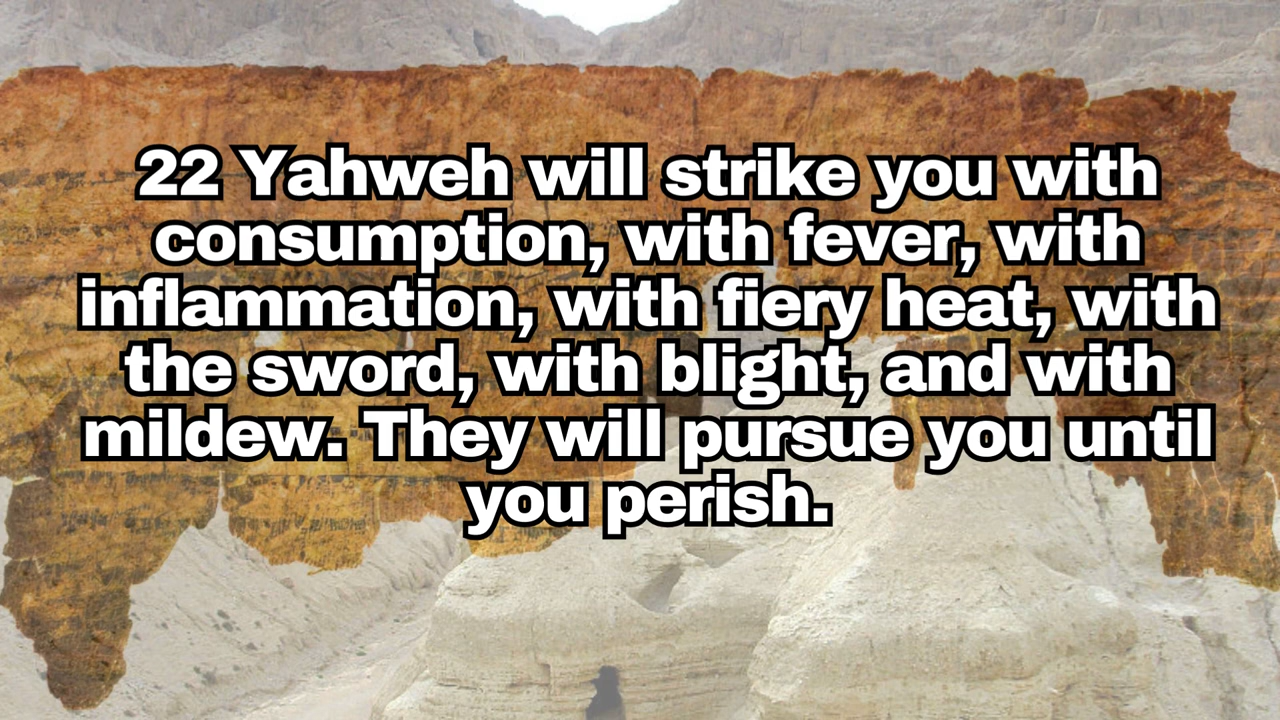 22 Yahweh will strike you with
consumption, with fever, with
inflammation, with fiery heat, with
the sword, with blight, and with
mildew. They will pursue you until
you perish.